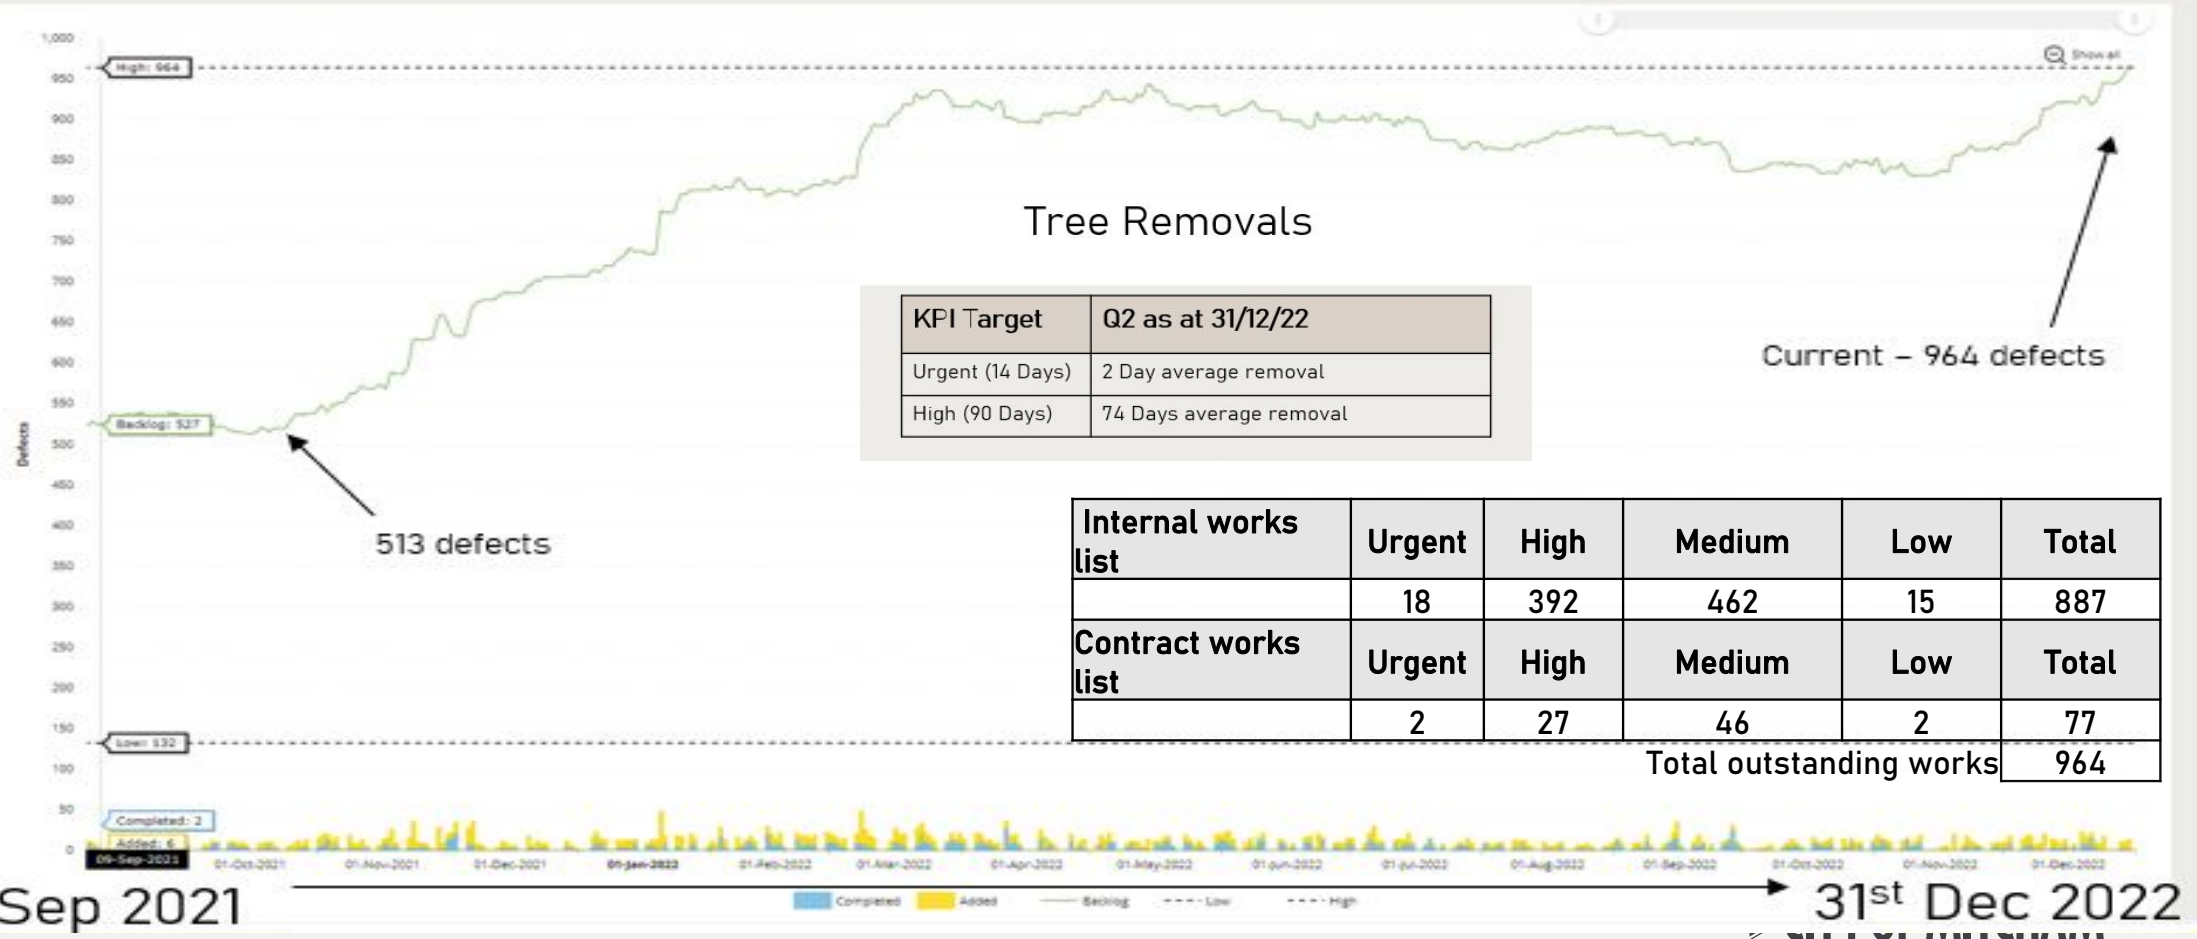 1,000
950
900
850
800
750
700
650
600
550
500
450
400
350
300
250
200
150
100
50
0
Defects
High: 964
Show all
Backlog: 527
Low: 132
Completed: 2
Added: 6
513 defects
Tree Removals
KPI Target Q2 as at 31/12/22
Urgent (14 Days) 2 Day average removal
High (90 Days) 74 Days average removal
Current – 964 defects
Internal works list Urgent High Medium Low Total
18 392 462 15 887
Contract works list Urgent High Medium Low Total
2 27 46 2 77
Total outstanding works 964
09-Sep-2021 01-Oct-2021 01-Nov-2021 01-Dec-2021 01-Jan-2022 01-Feb-2022 01-Mar-2022 01-Apr-2022 01-May-2022 01-Jun-2022 01-Jul-2022 01-Aug-2022 01-Sep-2022 01-Oct-2022 01-Nov-2022 01-Dec-2022
Sep 2021
31st Dec 2022
Completed Added Backlog Low High